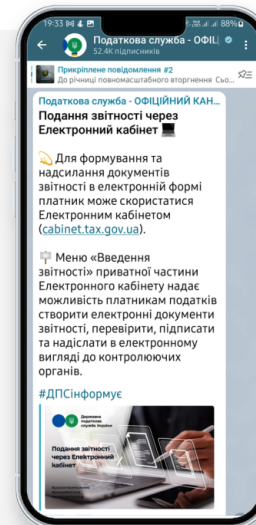 19:33
88%
Податкова служба - ОФІЦ
52.4K підписників
Прикріплене повідомлення #2
До річниці повномасштабного вторгнення Сьо...
Податкова служба - ОФІЦІЙНИЙ КАН...
Подання звітності через
Електронний кабінет
Для формування та
надсилання документів
звітності в електронній формі
платник може скористатися
Електронним кабінетом
(cabinet.tax.gov.ua).
Меню «Введення
звітності» приватної частини
Електронного кабінету надає
можливість платникам податків
створити електронні документи
звітності, перевірити, підписати
та надіслати в електронному
вигляді до контролюючих
органів.
#ДПСінформує
Державна
податкова
служба України
Подання звітності
через Електронний
кабінет